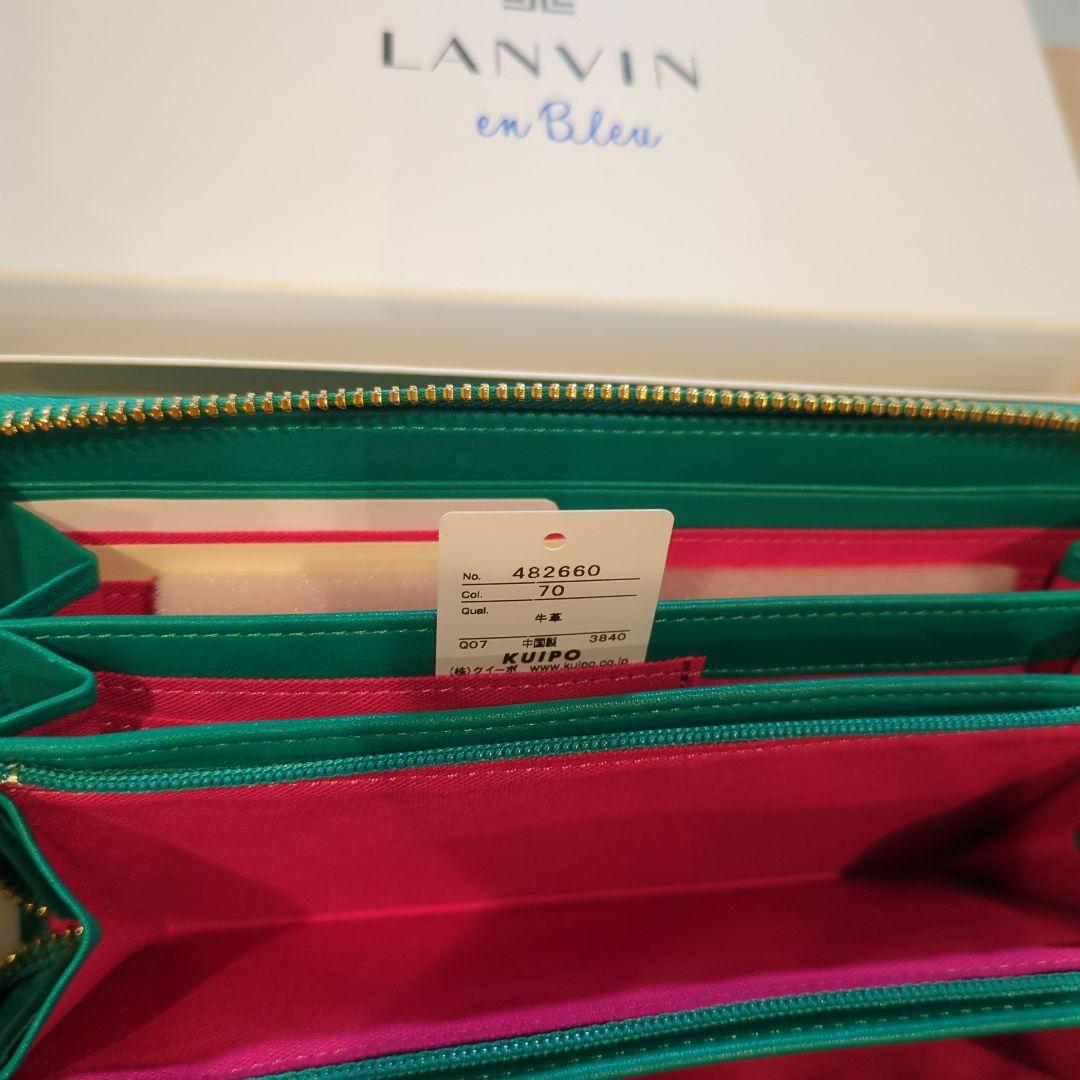 LANVIN
en Bleu
No. 482660
Col. 70
Qual. 牛革
Q07 中国製 3840
KUIPO
(株)クイーポ www.kuipo.co.jp